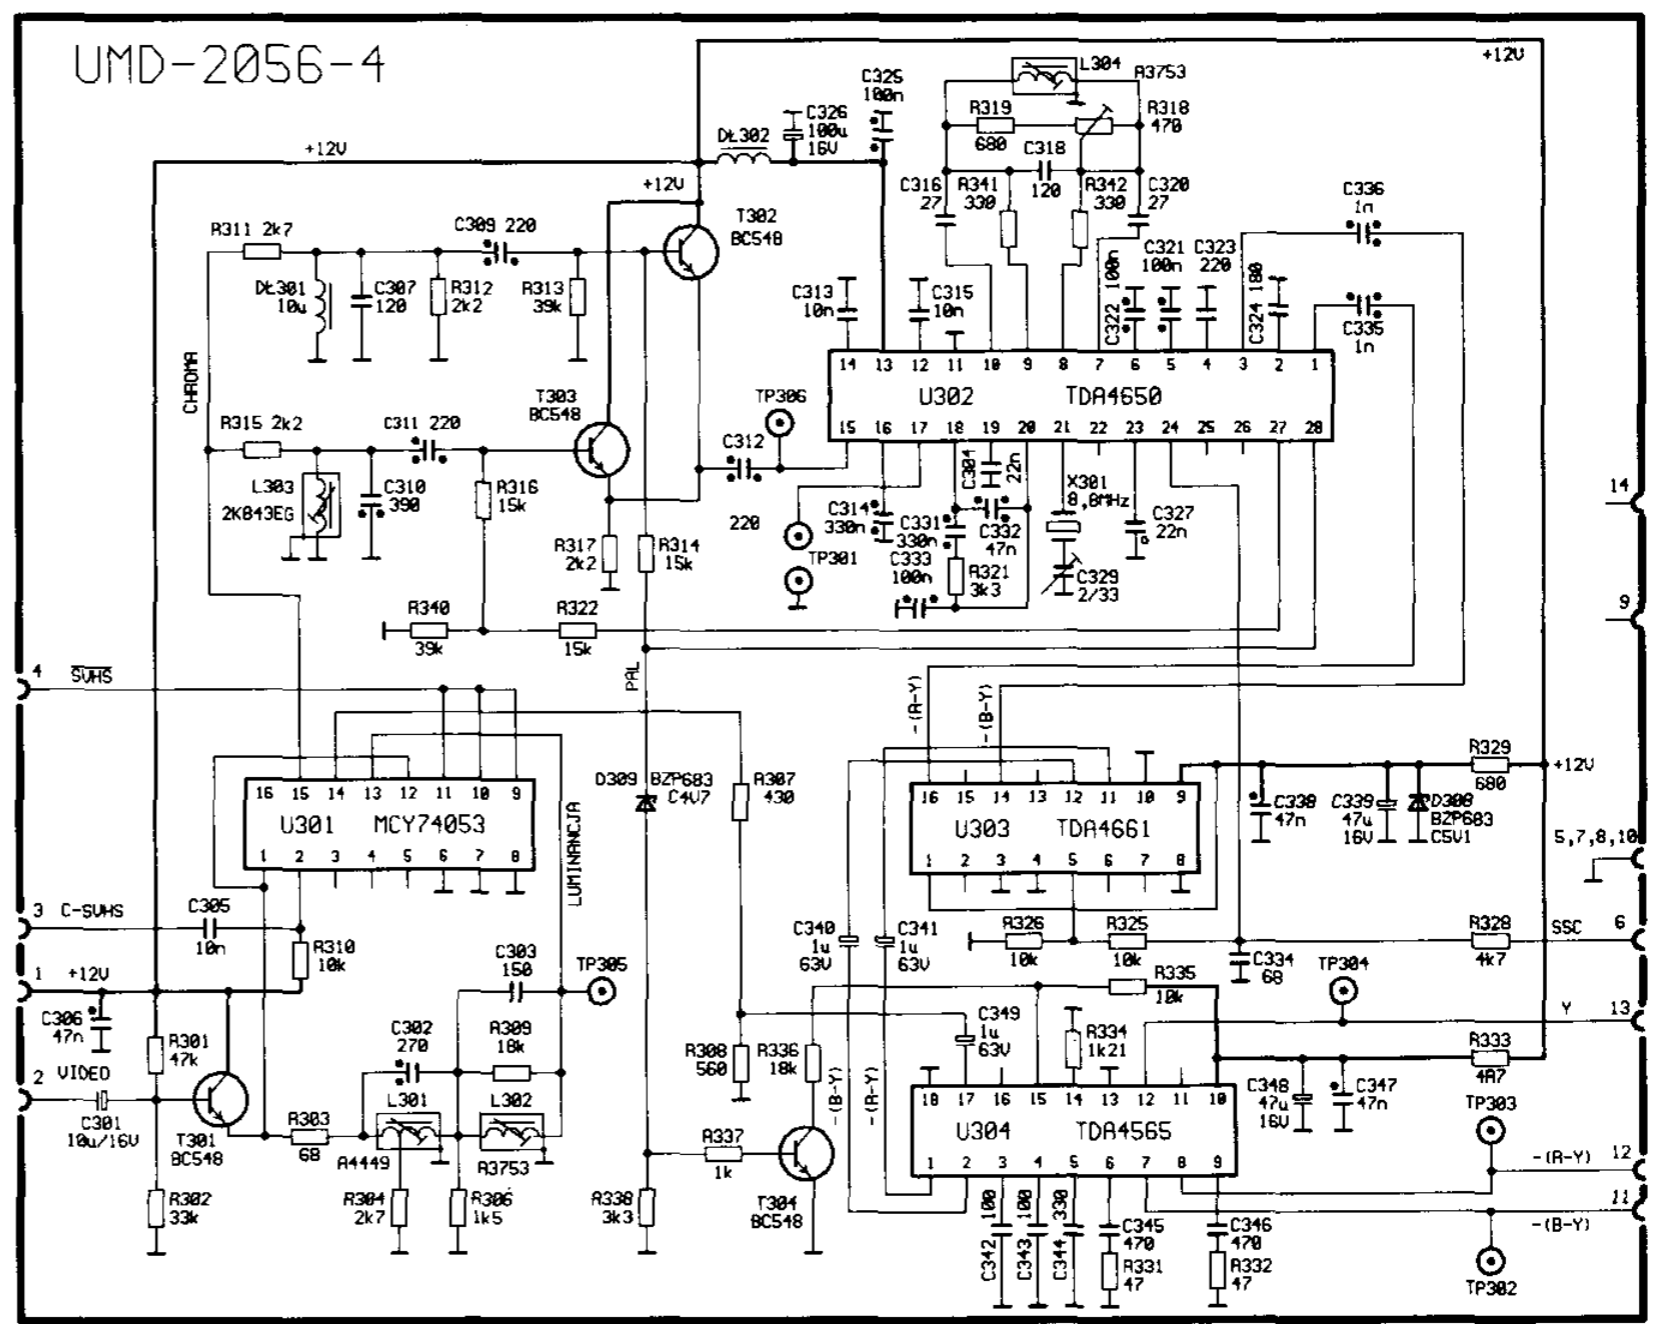 UMD-2056-4
+12V
L304
R3753
C325
100n
R319
680
R318
470
C326
100u
16V
DŁ302
C318
120
+12V
+12V
C316
27
R341
330
R342
330
C320
27
C336
1n
T302
BC548
R311 2k7
C309 220
DŁ301
10u
C307
120
R312
2k2
R313
39k
C313
10n
C315
10n
C322 100n
C321
100n
C323
220
C324 180
C335
1n
CHROMA
14 13 12 11 10 9 8 7 6 5 4 3 2 1
U302 TDA4650
15 16 17 18 19 20 21 22 23 24 25 26 27 28
T303
BC548
TP306
R315 2k2
C311 220
C312
220
L303
2K843EG
C310
390
R316
15k
R317
2k2
R314
15k
TP301
C314
330n
C304 22n
C331
330n
C332
47n
C333
100n
R321
3k3
X301
8,8MHz
C327
22n
C329
2/33
14
9
R340
39k
R322
15k
4 SVHS
PAL
-(R-Y)
-(B-Y)
16 15 14 13 12 11 10 9
U301 MCY74053
1 2 3 4 5 6 7 8
LUMINANCJA
D309 BZP683
C4V7
R307
430
16 15 14 13 12 11 10 9
U303 TDA4661
1 2 3 4 5 6 7 8
R329
680
+12V
C338
47n
C339
47u
16V
D308
BZP683
C5V1
5,7,8,10
3 C-SVHS
C305
10n
R310
10k
C340
1u
63V
C341
1u
63V
R326
10k
R325
10k
R328
4k7
SSC 6
C334
68
1 +12V
C306
47n
C303
150
TP305
R335
10k
TP304
Y 13
R301
47k
C302
270
R309
18k
R308
560
R336
18k
C349
1u
63V
R334
1k21
R333
4R7
2 VIDEO
C301
10u/16V
T301
BC548
R303
68
L301
A4449
L302
R3753
-(B-Y)
-(R-Y)
18 17 16 15 14 13 12 11 10
U304 TDA4565
1 2 3 4 5 6 7 8 9
C348
47u
16V
C347
47n
TP303
-(R-Y) 12
11
-(B-Y)
R337
1k
T304
BC548
R302
33k
R304
2k7
R306
1k5
R338
3k3
C342 100
C343 100
C344 330
C345
470
R331
47
C346
470
R332
47
TP302